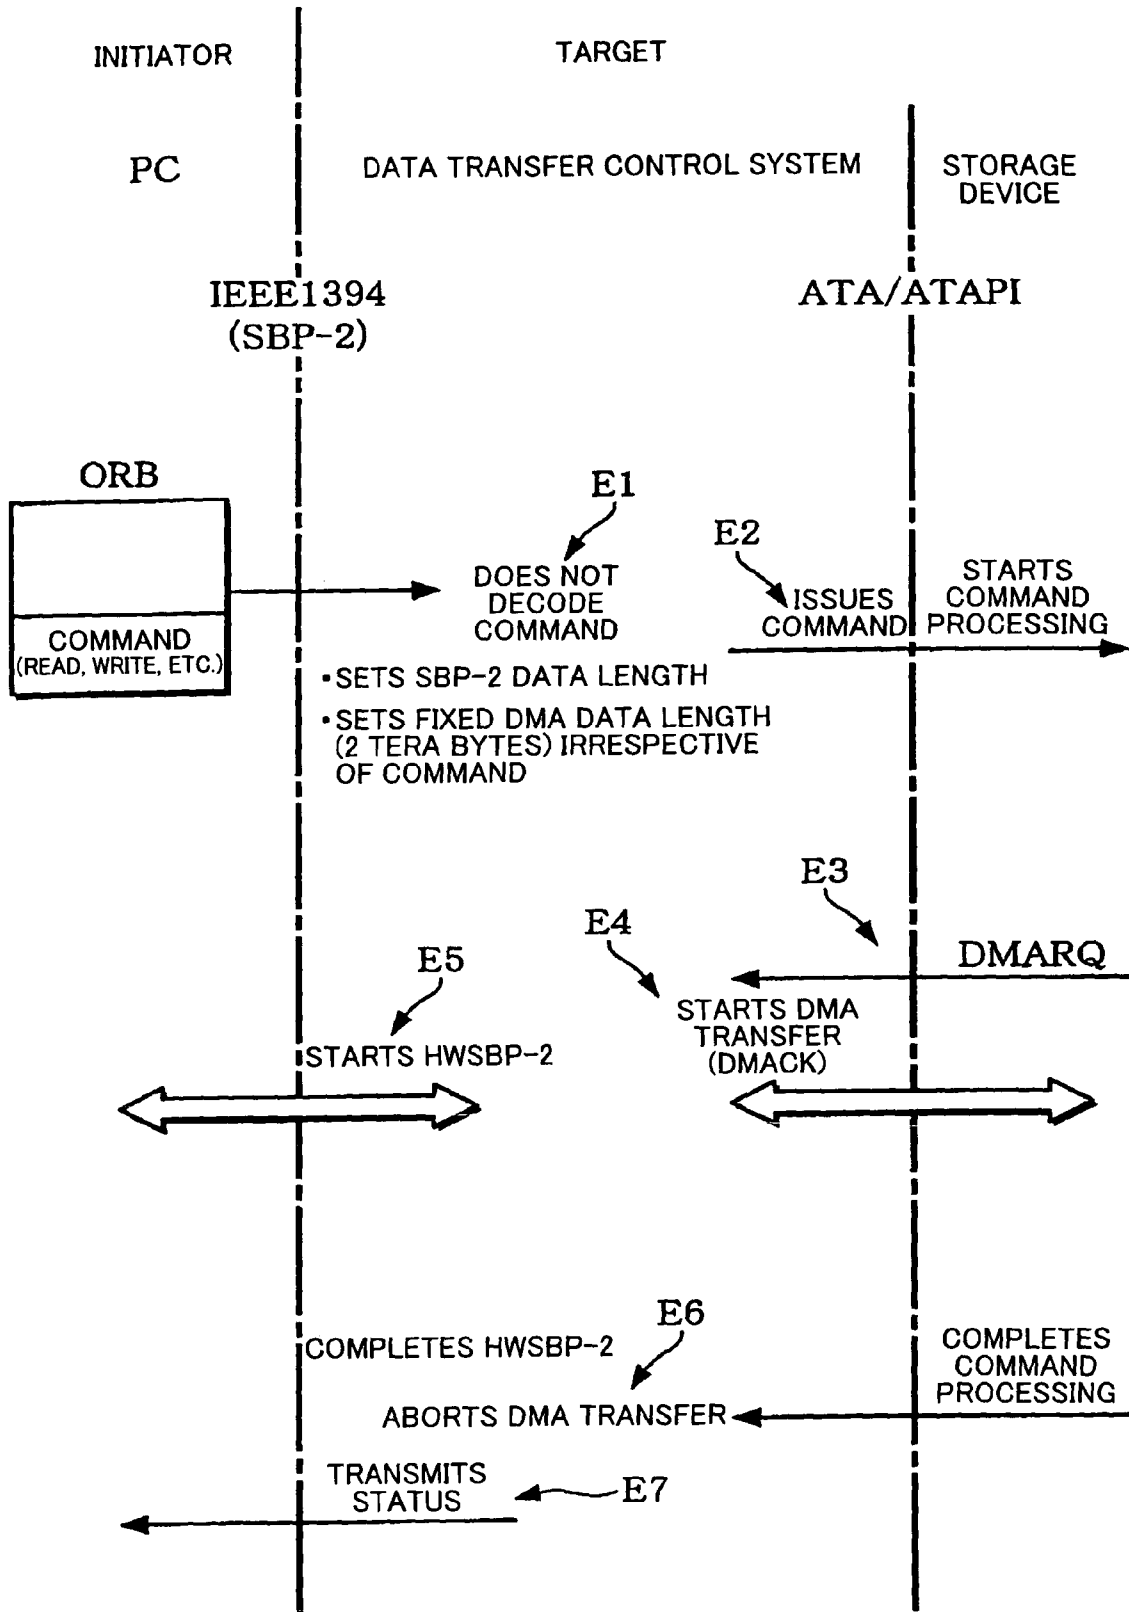 INITIATOR
TARGET
PC
DATA TRANSFER CONTROL SYSTEM
STORAGE
DEVICE
IEEE1394
(SBP-2)
ATA/ATAPI
ORB
COMMAND
(READ, WRITE, ETC.)
E1
DOES NOT
DECODE
COMMAND
E2
ISSUES
COMMAND
STARTS
COMMAND
PROCESSING
・SETS SBP-2 DATA LENGTH
・SETS FIXED DMA DATA LENGTH
(2 TERA BYTES) IRRESPECTIVE
OF COMMAND
E3
DMARQ
E4
STARTS DMA
TRANSFER
(DMACK)
E5
STARTS HWSBP-2
E6
COMPLETES HWSBP-2
COMPLETES
COMMAND
PROCESSING
ABORTS DMA TRANSFER
TRANSMITS
STATUS
E7